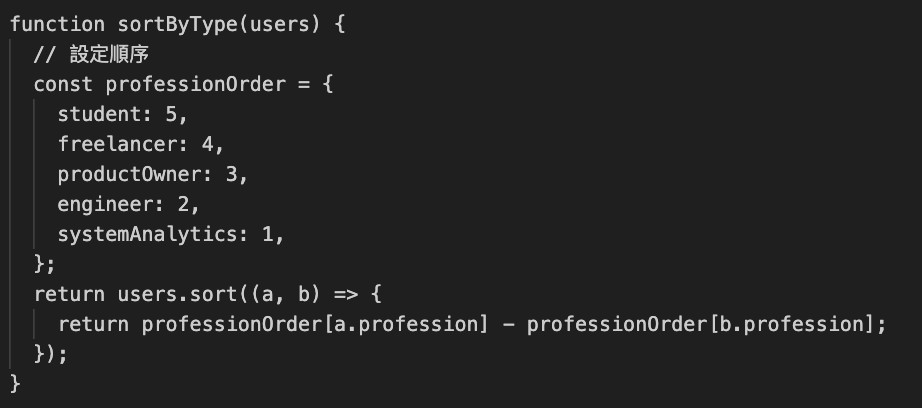 function sortByType(users) {
  // 設定順序
  const professionOrder = {
    student: 5,
    freelancer: 4,
    productOwner: 3,
    engineer: 2,
    systemAnalytics: 1,
  };
  return users.sort((a, b) => {
    return professionOrder[a.profession] - professionOrder[b.profession];
  });
}